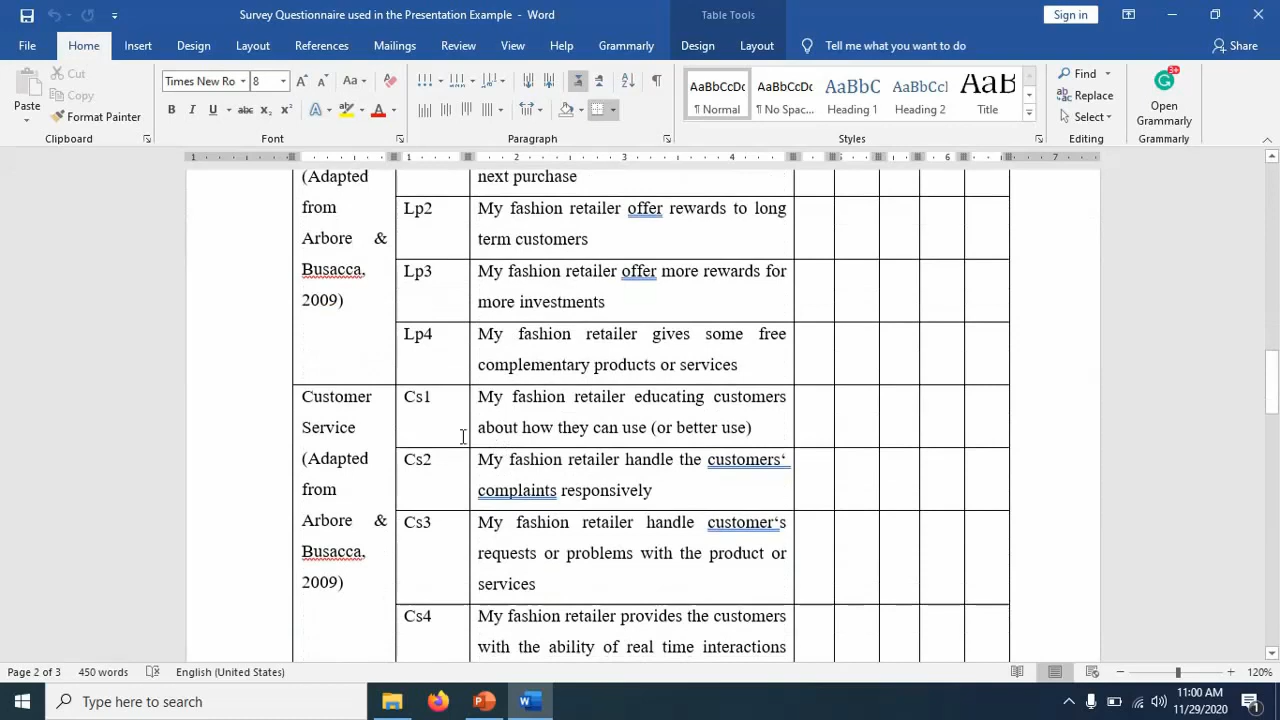 Survey Questionnaire used in the Presentation Example - Word
Table Tools
Sign in
File Home Insert Design Layout References Mailings Review View Help Grammarly Design Layout Tell me what you want to do Share
Paste
Cut
Copy
Format Painter
Clipboard
Times New Ro 8
Font
Paragraph
AaBbCcDc AaBbCcDc AaBbC AaBbCcl AaB
¶ Normal ¶ No Spac... Heading 1 Heading 2 Title
Styles
Find
Replace
Select
Editing
Open
Grammarly
Grammarly
1 1 2 3 4 6 7
(Adapted
from
Arbore &
Busacca,
2009)
next purchase
Lp2 My fashion retailer offer rewards to long
term customers
Lp3 My fashion retailer offer more rewards for
more investments
Lp4 My fashion retailer gives some free
complementary products or services
Customer
Service
(Adapted
from
Arbore &
Busacca,
2009)
Cs1 My fashion retailer educating customers
about how they can use (or better use)
Cs2 My fashion retailer handle the customers‘
complaints responsively
Cs3 My fashion retailer handle customer‘s
requests or problems with the product or
services
Cs4 My fashion retailer provides the customers
with the ability of real time interactions
Page 2 of 3 450 words English (United States) 120%
Type here to search
11:00 AM
11/29/2020